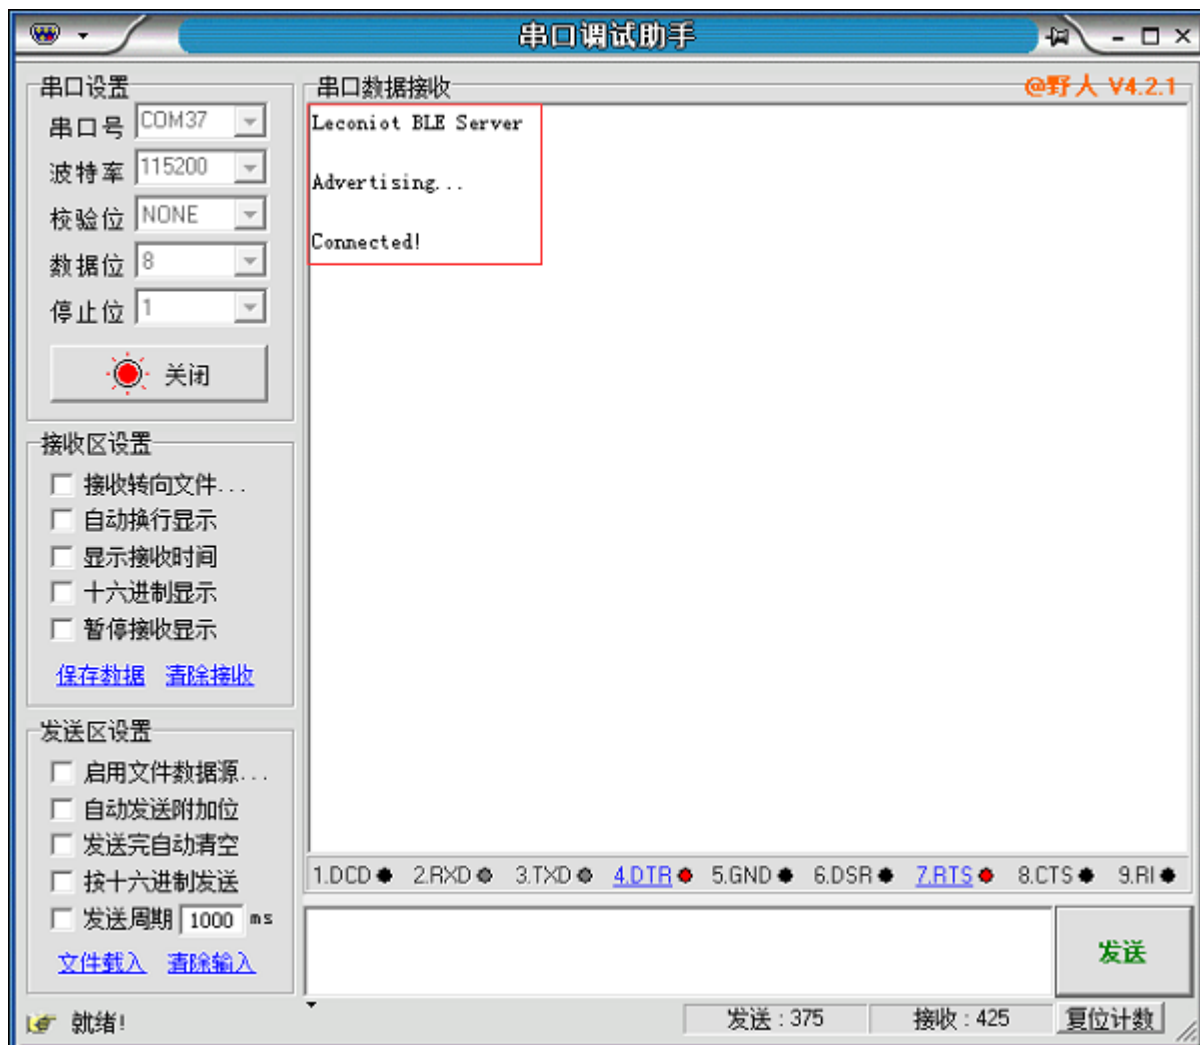 串口调试助手
串口设置
串口号 COM37
波特率 115200
校验位 NONE
数据位 8
停止位 1
关闭
接收区设置
接收转向文件...
自动换行显示
显示接收时间
十六进制显示
暂停接收显示
保存数据 清除接收
发送区设置
启用文件数据源...
自动发送附加位
发送完自动清空
按十六进制发送
发送周期 1000 ms
文件载入 清除输入
串口数据接收
@野人 V4.2.1
Leconiot BLE Server
Advertising...
Connected!
1.DCD 2.RXD 3.TXD 4.DTR 5.GND 6.DSR 7.RTS 8.CTS 9.RI
发送
就绪!
发送 : 375
接收 : 425
复位计数